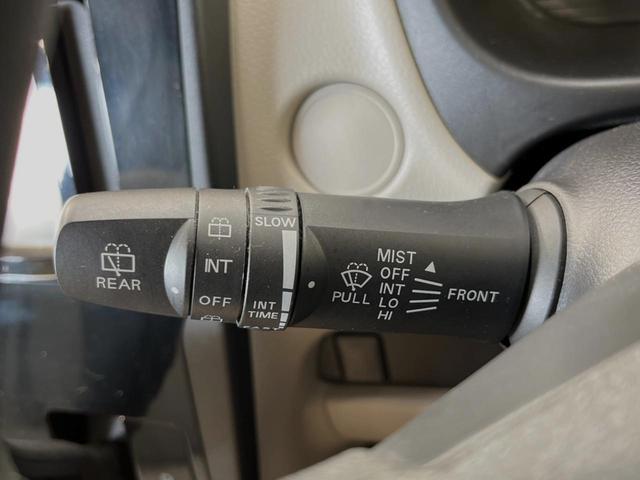 REAR
INT
OFF
SLOW
INT
TIME
PULL
MIST
OFF
INT
LO
HI
FRONT